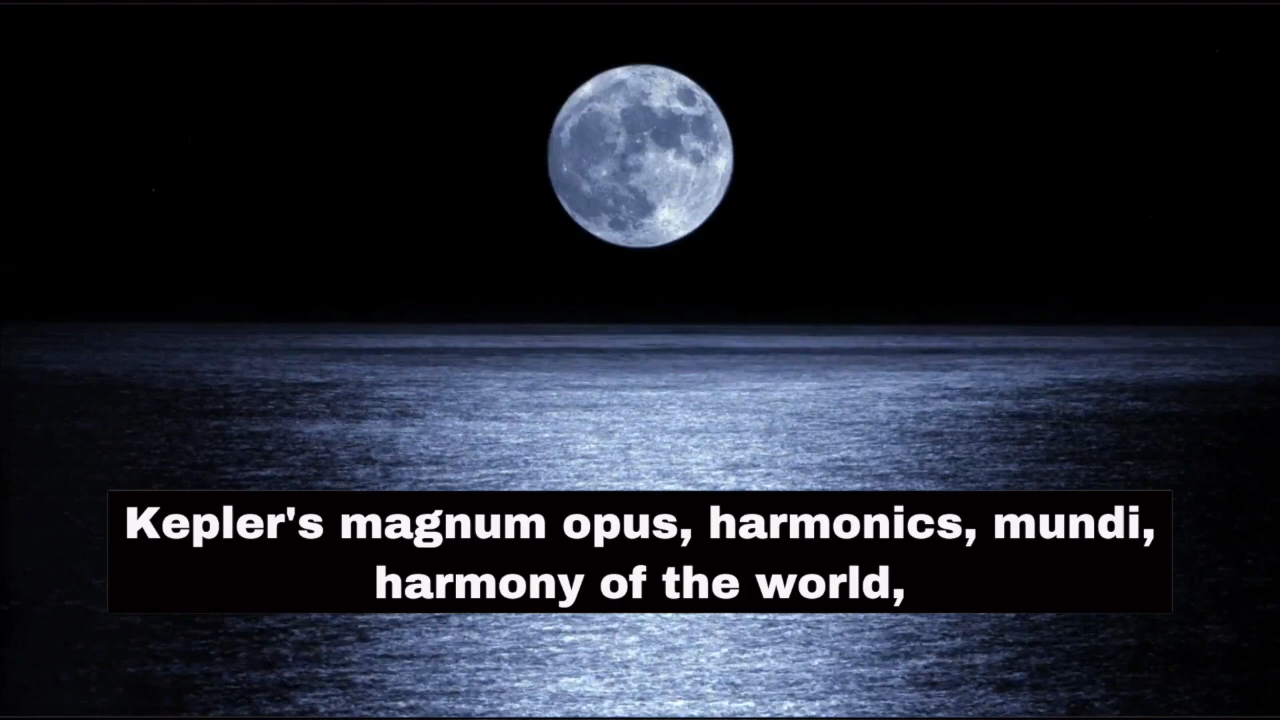 Kepler's magnum opus, harmonics, mundi,
harmony of the world,